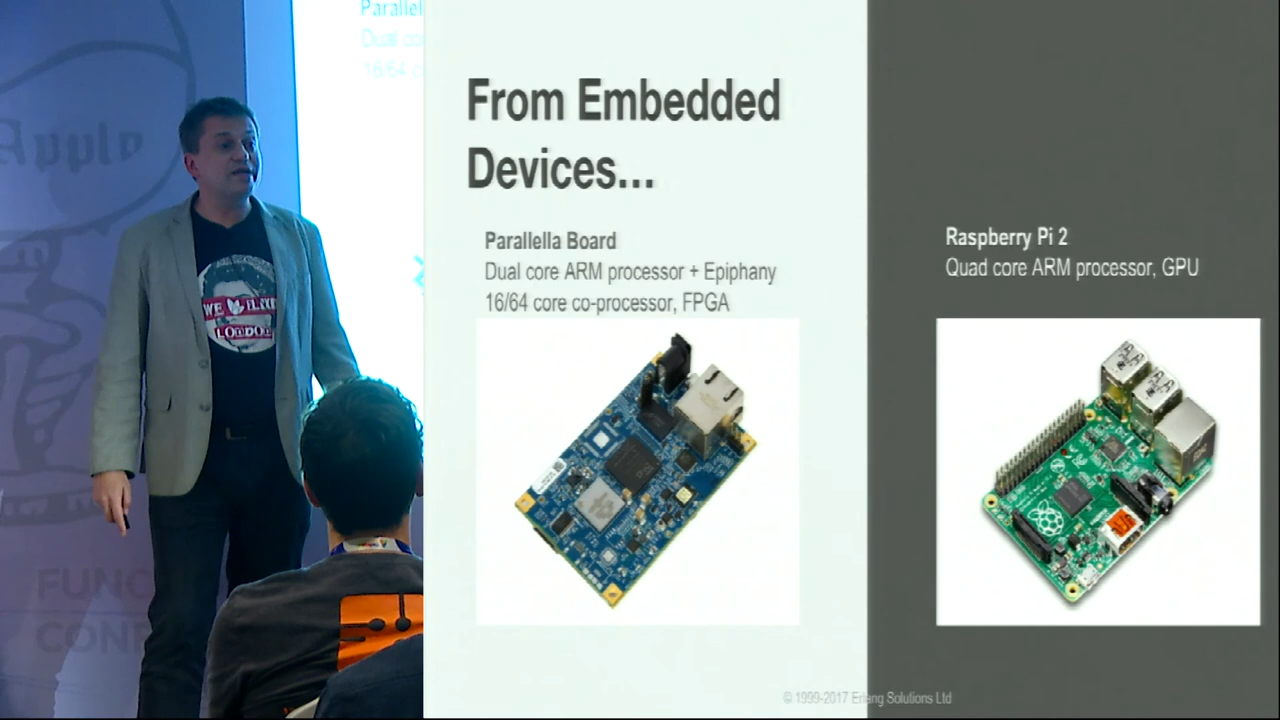 Parallel
Dual co
16/64 c
Apple
WE ELIXIR
LONDON
FUNC
CONF
From Embedded
Devices...
Parallella Board
Dual core ARM processor + Epiphany
16/64 core co-processor, FPGA
Raspberry Pi 2
Quad core ARM processor, GPU
© 1999-2017 Erlang Solutions Ltd